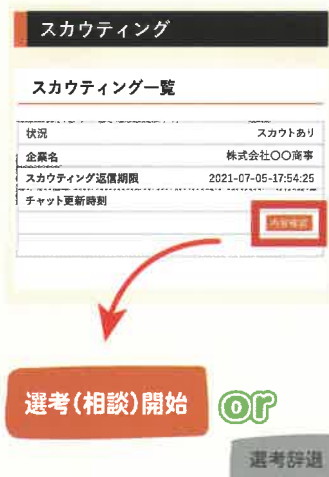 スカウティング
スカウティング一覧
状況 スカウトあり
企業名 株式会社〇〇商事
スカウティング返信期限 2021-07-05-17:54:25
チャット更新時刻
内容確認
選考(相談)開始 or
選考辞退